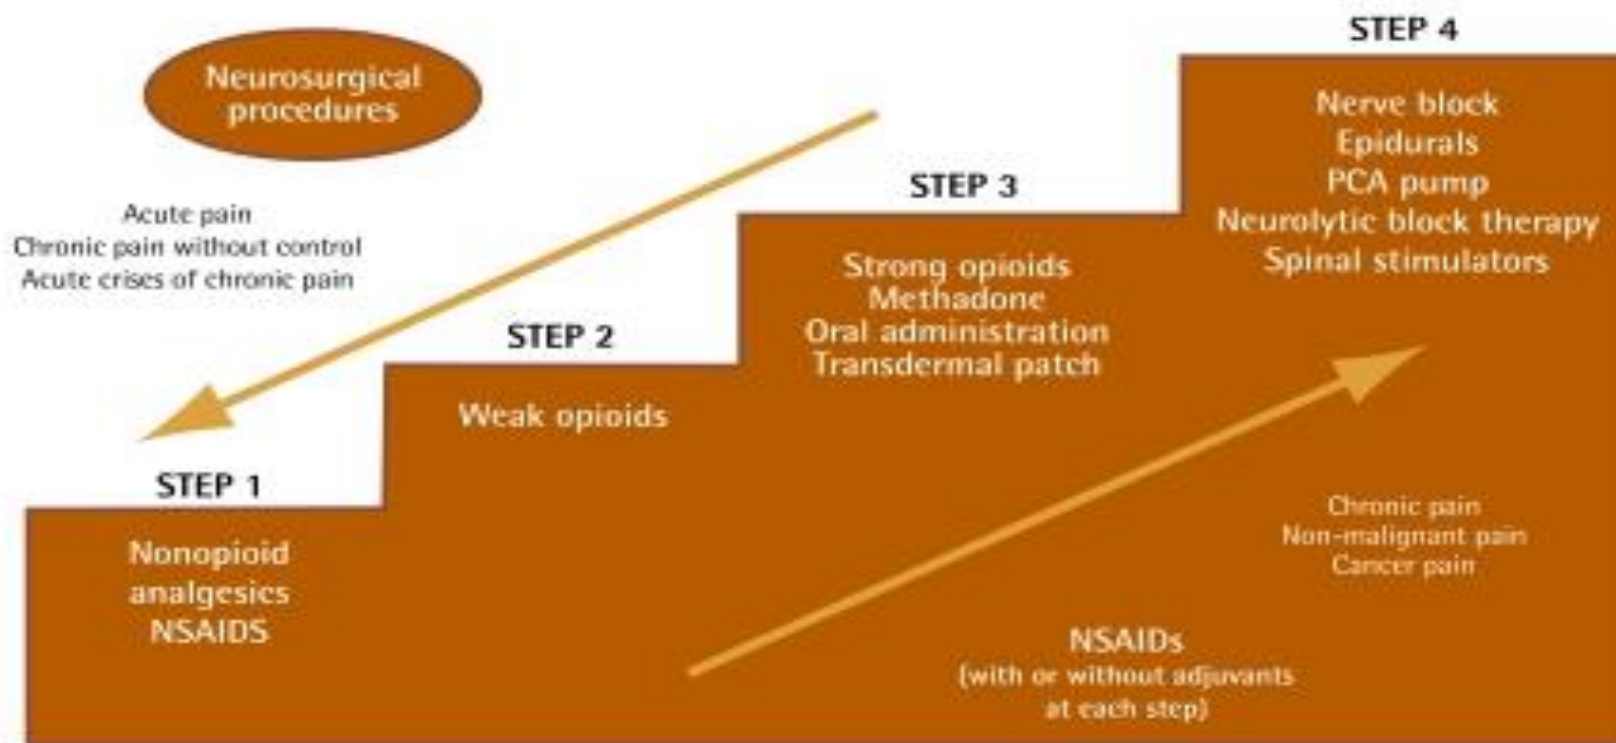 Neurosurgical
procedures
Acute pain
Chronic pain without control
Acute crises of chronic pain
STEP 1
Nonopioid
analgesics
NSAIDS
STEP 2
Weak opioids
STEP 3
Strong opioids
Methadone
Oral administration
Transdermal patch
STEP 4
Nerve block
Epidurals
PCA pump
Neurolytic block therapy
Spinal stimulators
Chronic pain
Non-malignant pain
Cancer pain
NSAIDs
(with or without adjuvants
at each step)